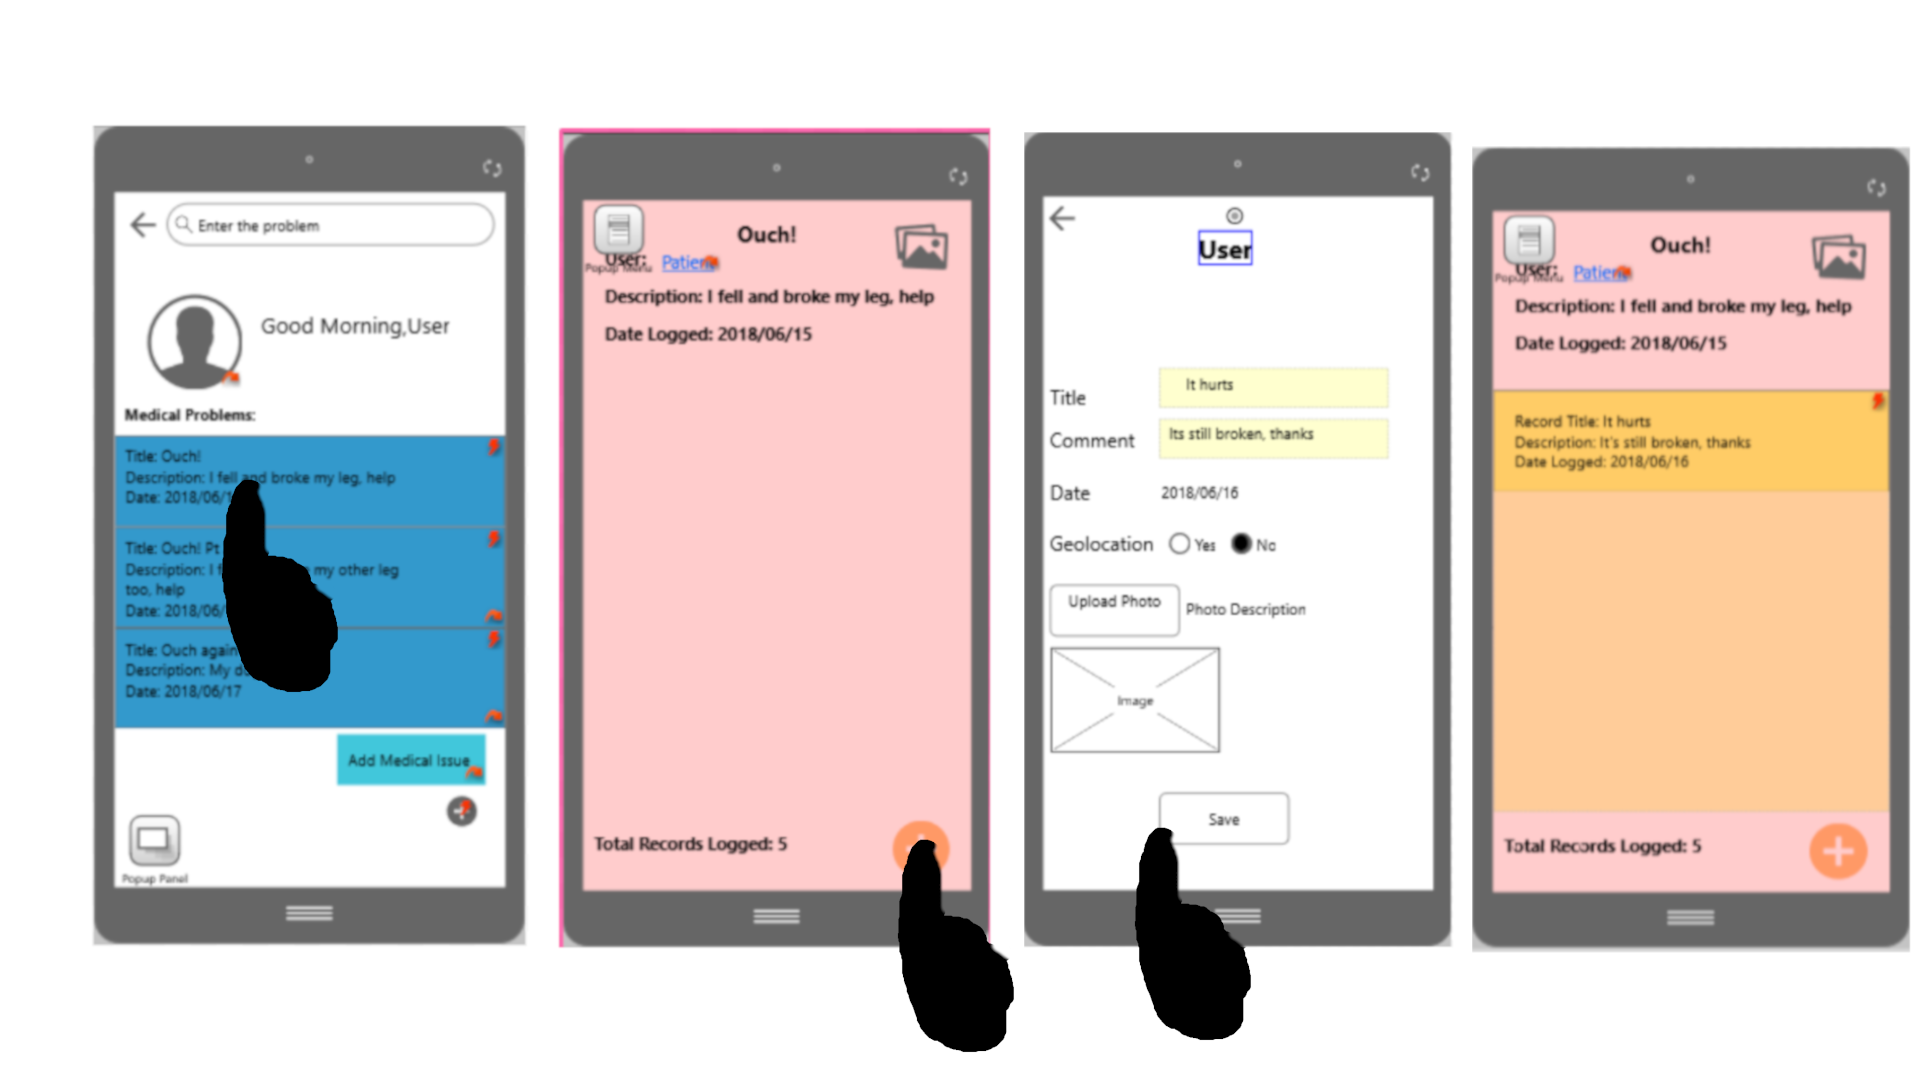 Enter the problem
Good Morning,User
Medical Problems:
Title: Ouch!
Description: I fell and broke my leg, help
Date: 2018/06/1
Title: Ouch! Pt
Description: I f my other leg
too, help
Date: 2018/06/
Title: Ouch again
Description: My d
Date: 2018/06/17
Add Medical Issue
Popup Panel
Ouch!
User: Patient
Popup Menu
Description: I fell and broke my leg, help
Date Logged: 2018/06/15
Total Records Logged: 5
User
Title It hurts
Comment Its still broken, thanks
Date 2018/06/16
Geolocation Yes No
Upload Photo Photo Description
Image
Save
Ouch!
User: Patient
Popup Menu
Description: I fell and broke my leg, help
Date Logged: 2018/06/15
Record Title: It hurts
Description: It's still broken, thanks
Date Logged: 2018/06/16
Total Records Logged: 5